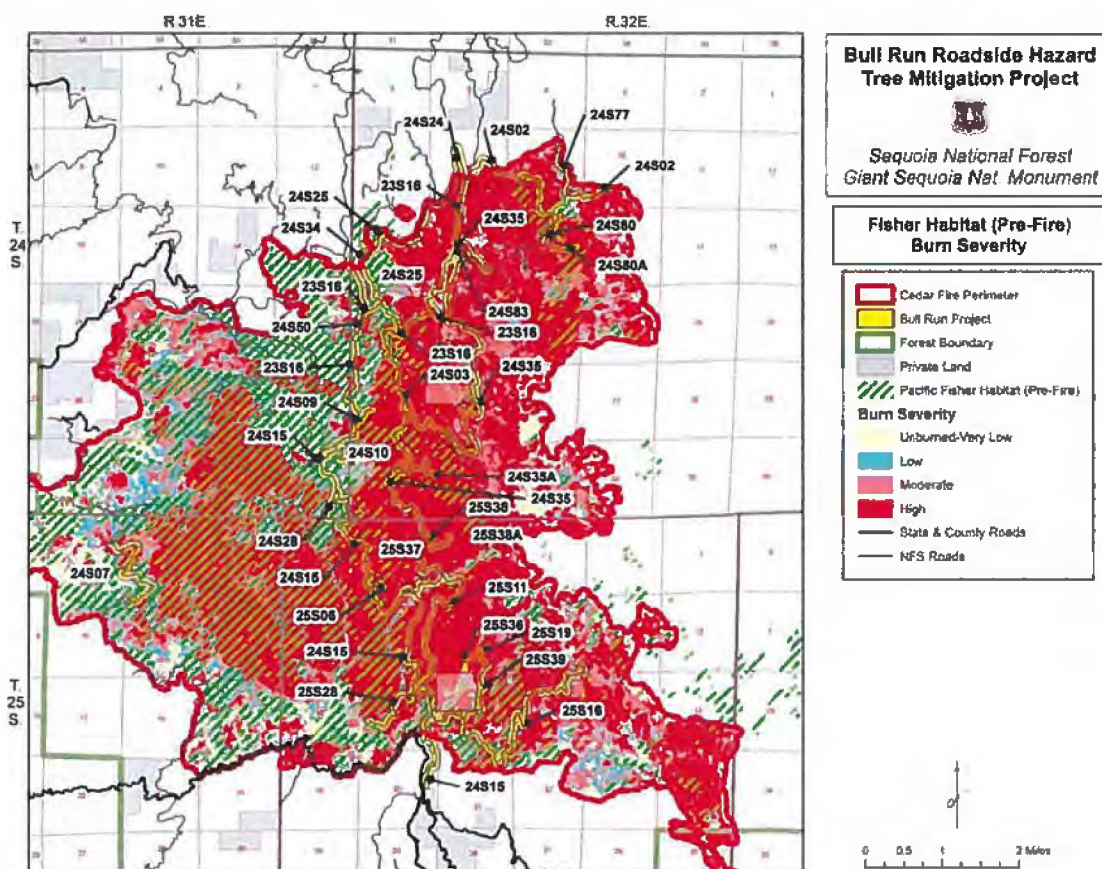 R.31E.
R.32E.
T.
24
S
T.
25
S.
24S24
24S02
24S77
24S02
23S16
24S25
24S35
24S34
24S80
24S80A
24S25
23S16
24S83
24S50
23S16
23S16
23S16
24S35
24S03
24S09
24S15
24S10
24S35A
24S35
25S38
24S28
25S37
25S38A
24S07
24S15
25S06
25S11
25S36
25S19
24S15
25S39
25S28
25S16
24S15
Bull Run Roadside Hazard
Tree Mitigation Project
Sequoia National Forest
Giant Sequoia Nat. Monument
Fisher Habitat (Pre-Fire)
Burn Severity
Cedar Fire Perimeter
Bull Run Project
Forest Boundary
Private Land
Pacific Fisher Habitat (Pre-Fire)
Burn Severity
Unburned-Very Low
Low
Moderate
High
State & County Roads
NFS Roads
0 0.5 1 2 Miles